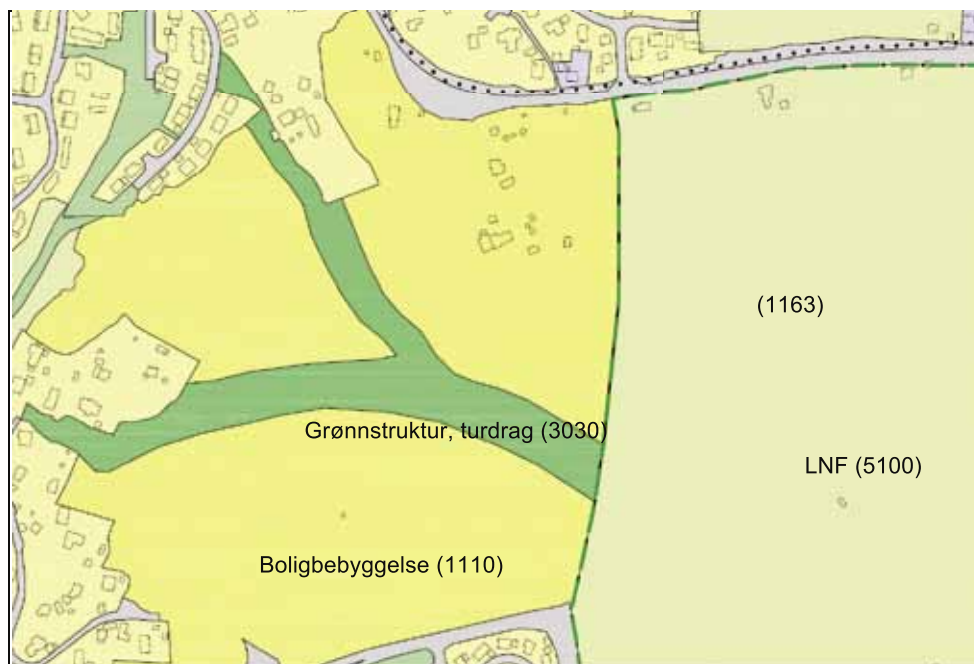 (1163)
Grønnstruktur, turdrag (3030)
LNF (5100)
Boligbebyggelse (1110)